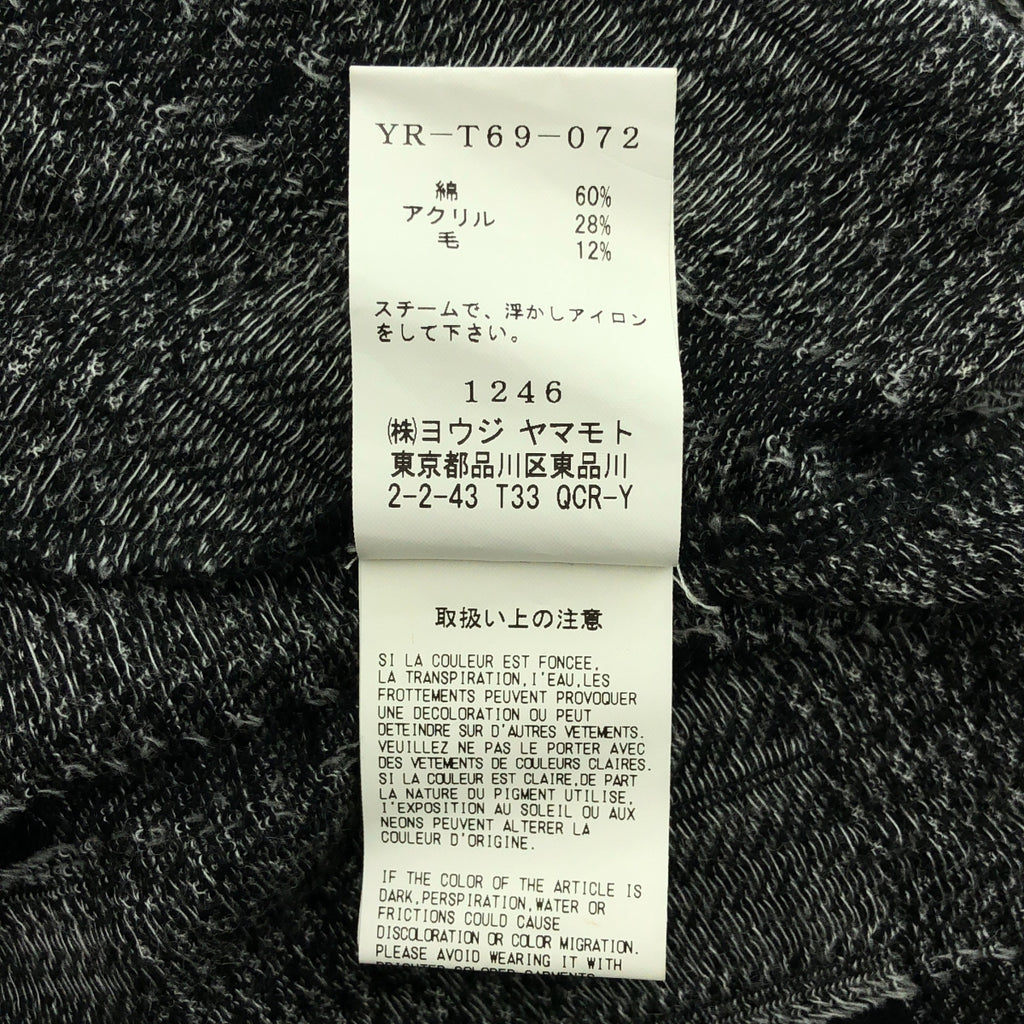 YR-T69-072
綿 60%
アクリル 28%
毛 12%
スチームで、浮かしアイロン
をして下さい。
1246
㈱ヨウジ ヤマモト
東京都品川区東品川
2-2-43 T33 QCR-Y
取扱い上の注意
SI LA COULEUR EST FONCEE,
LA TRANSPIRATION,I'EAU,LES
FROTTEMENTS PEUVENT PROVOQUER
UNE DECOLORATION OU PEUT
DETEINDRE SUR D'AUTRES VETEMENTS.
VEUILLEZ NE PAS LE PORTER AVEC
DES VETEMENTS DE COULEURS CLAIRES.
SI LA COULEUR EST CLAIRE,DE PART
LA NATURE DU PIGMENT UTILISE,
I'EXPOSITION AU SOLEIL OU AUX
NEONS PEUVENT ALTERER LA
COULEUR D'ORIGINE.
IF THE COLOR OF THE ARTICLE IS
DARK,PERSPIRATION,WATER OR
FRICTIONS COULD CAUSE
DISCOLORATION OR COLOR MIGRATION.
PLEASE AVOID WEARING IT WITH
BRIGHTER COLORED GARMENTS.